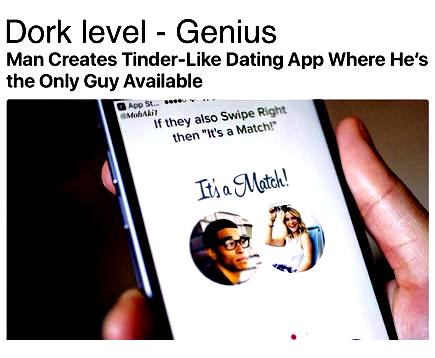 Dork level - Genius
Man Creates Tinder-Like Dating App Where He's
the Only Guy Available
App St...
@MohAki1
If they also Swipe Right
then "It's a Match!"
It's a Match!